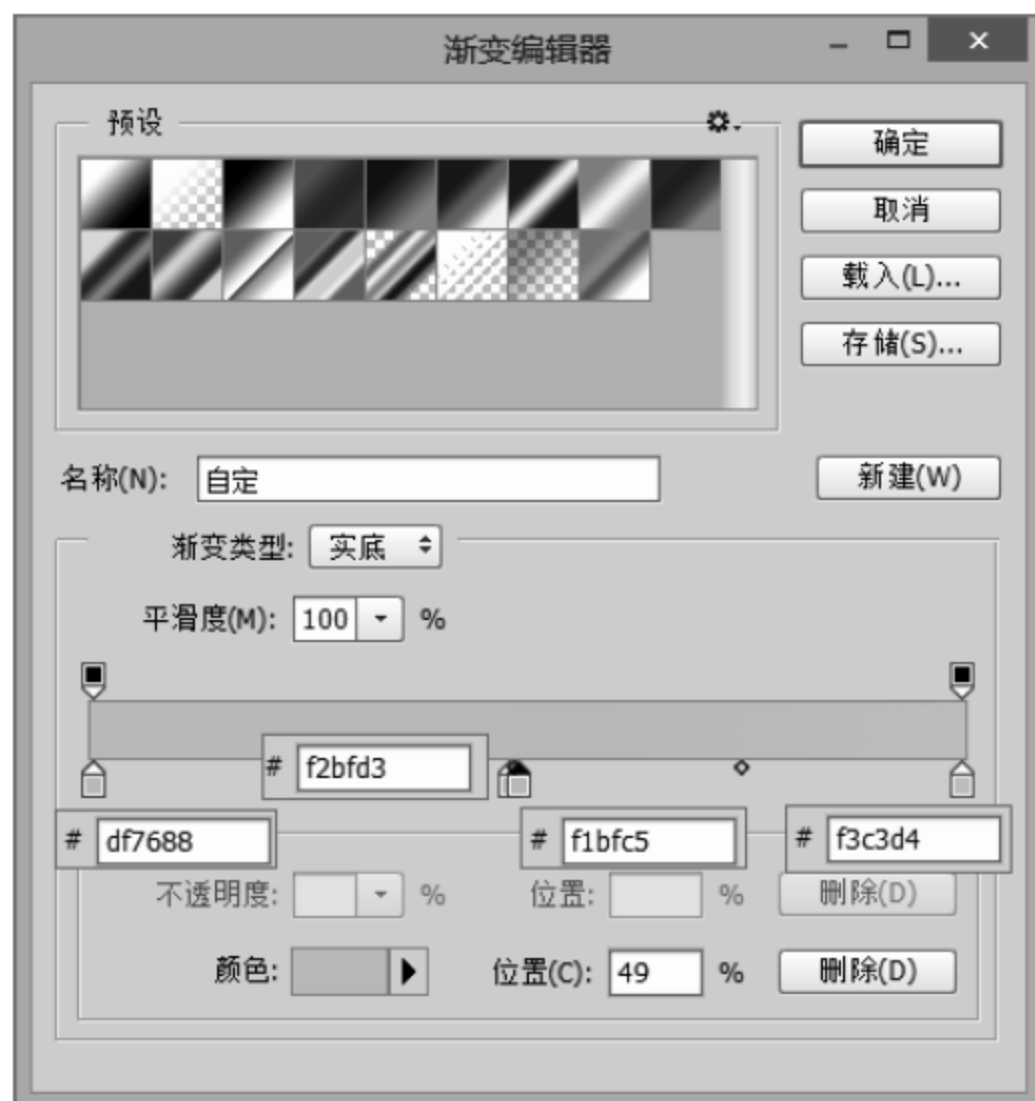 渐变编辑器
预设
确定
取消
载入(L)...
存储(S)...
名称(N): 自定
新建(W)
渐变类型: 实底
平滑度(M): 100 %
# f2bfd3
# df7688
# f1bfc5
# f3c3d4
不透明度: % 位置: % 删除(D)
颜色: 位置(C): 49 % 删除(D)